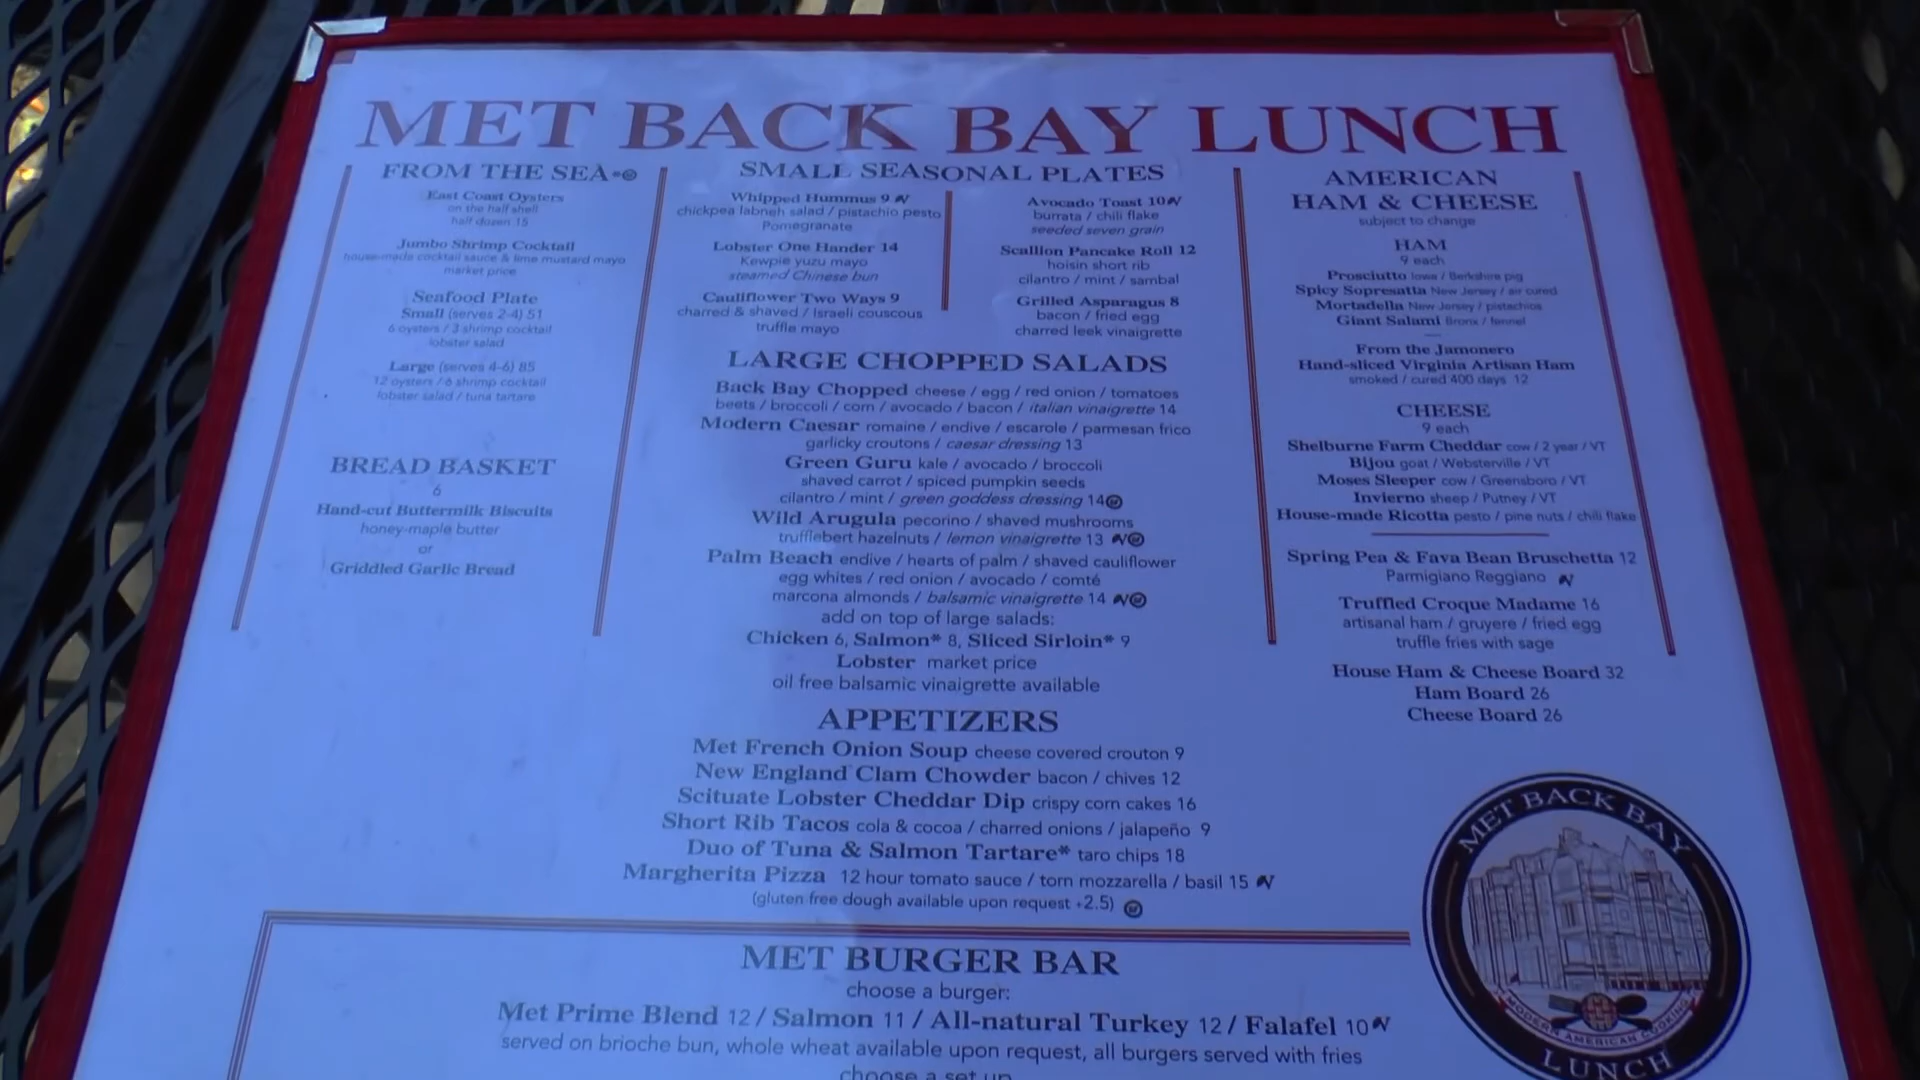 MET BACK BAY LUNCH
FROM THE SEA
East Coast Oysters
on the half shell
half dozen 15
Jumbo Shrimp Cocktail
house-made cocktail sauce & lime mustard mayo
market price
Seafood Plate
Small (serves 2-4) 51
6 oysters / 3 shrimp cocktail
lobster salad
Large (serves 4-6) 85
12 oysters / 6 shrimp cocktail
lobster salad / tuna tartare
BREAD BASKET
6
Hand-cut Buttermilk Biscuits
honey-maple butter
or
Griddled Garlic Bread
SMALL SEASONAL PLATES
Whipped Hummus 9
chickpea labneh salad / pistachio pesto
Pomegranate
Lobster One Hander 14
Kewpie yuzu mayo
steamed Chinese bun
Cauliflower Two Ways 9
charred & shaved / Israeli couscous
truffle mayo
Avocado Toast 10
burrata / chili flake
seeded seven grain
Scallion Pancake Roll 12
hoisin short rib
cilantro / mint / sambal
Grilled Asparagus 8
bacon / fried egg
charred leek vinaigrette
LARGE CHOPPED SALADS
Back Bay Chopped cheese / egg / red onion / tomatoes
beets / broccoli / corn / avocado / bacon / italian vinaigrette 14
Modern Caesar romaine / endive / escarole / parmesan frico
garlicky croutons / caesar dressing 13
Green Guru kale / avocado / broccoli
shaved carrot / spiced pumpkin seeds
cilantro / mint / green goddess dressing 14
Wild Arugula pecorino / shaved mushrooms
trufflebert hazelnuts / lemon vinaigrette 13
Palm Beach endive / hearts of palm / shaved cauliflower
egg whites / red onion / avocado / comté
marcona almonds / balsamic vinaigrette 14
add on top of large salads:
Chicken 6, Salmon* 8, Sliced Sirloin* 9
Lobster market price
oil free balsamic vinaigrette available
APPETIZERS
Met French Onion Soup cheese covered crouton 9
New England Clam Chowder bacon / chives 12
Scituate Lobster Cheddar Dip crispy corn cakes 16
Short Rib Tacos cola & cocoa / charred onions / jalapeño 9
Duo of Tuna & Salmon Tartare* taro chips 18
Margherita Pizza 12 hour tomato sauce / torn mozzarella / basil 15
(gluten free dough available upon request +2.5)
AMERICAN
HAM & CHEESE
subject to change
HAM
9 each
Prosciutto Iowa / Berkshire pig
Spicy Sopresatta New Jersey / air cured
Mortadella New Jersey / pistachios
Giant Salami Bronx / fennel
From the Jamonero
Hand-sliced Virginia Artisan Ham
smoked / cured 400 days 12
CHEESE
9 each
Shelburne Farm Cheddar cow / 2 year / VT
Bijou goat / Websterville / VT
Moses Sleeper cow / Greensboro / VT
Invierno sheep / Putney / VT
House-made Ricotta pesto / pine nuts / chili flake
Spring Pea & Fava Bean Bruschetta 12
Parmigiano Reggiano
Truffled Croque Madame 16
artisanal ham / gruyere / fried egg
truffle fries with sage
House Ham & Cheese Board 32
Ham Board 26
Cheese Board 26
MET BURGER BAR
choose a burger:
Met Prime Blend 12 / Salmon 11 / All-natural Turkey 12 / Falafel 10
served on brioche bun, whole wheat available upon request, all burgers served with fries
choose a set up
MET BACK BAY
MODERN AMERICAN COOKING
LUNCH